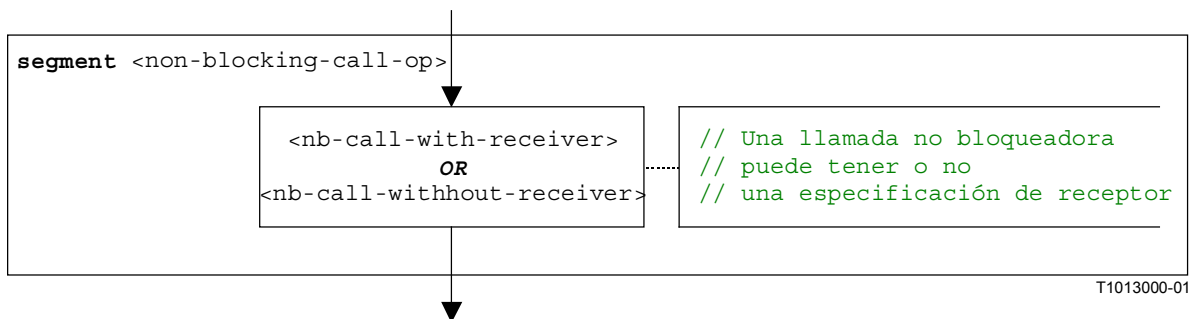 segment <non-blocking-call-op>
<nb-call-with-receiver>
OR
<nb-call-withhout-receiver>
// Una llamada no bloqueadora
// puede tener o no
// una especificación de receptor
T1013000-01